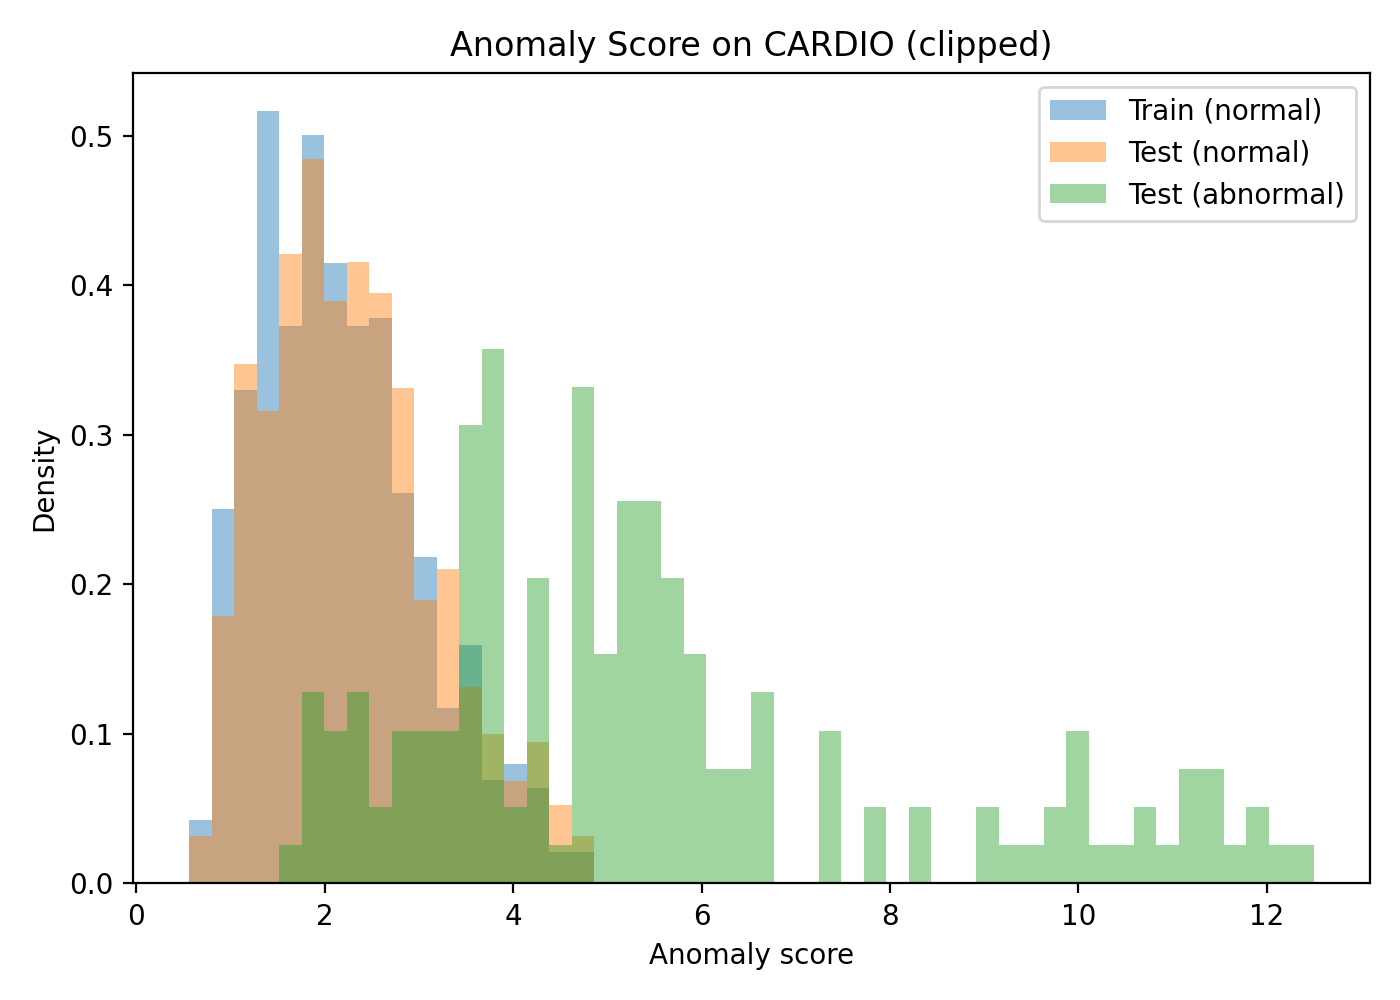 Anomaly Score on CARDIO (clipped)
Train (normal)
Test (normal)
Test (abnormal)
0.5
0.4
0.3
0.2
0.1
0.0
Density
0
2
4
6
8
10
12
Anomaly score